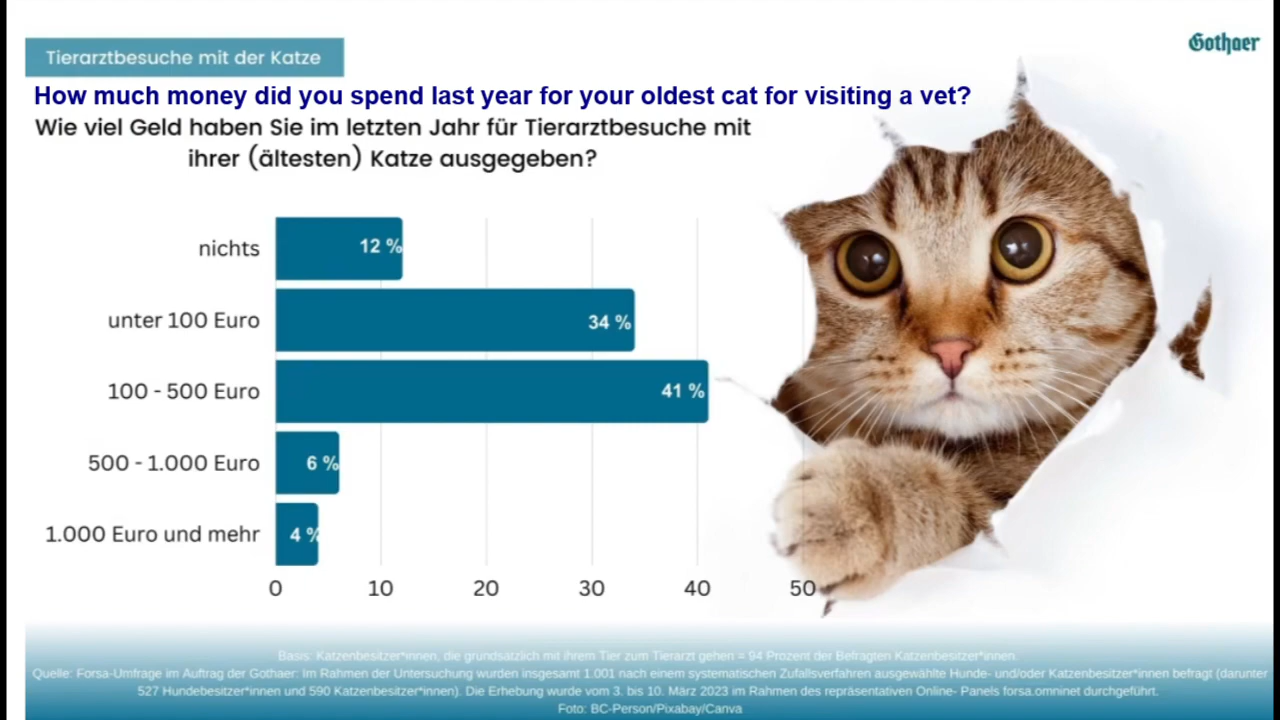 Gothaer
Tierarztbesuche mit der Katze
How much money did you spend last year for your oldest cat for visiting a vet?
Wie viel Geld haben Sie im letzten Jahr für Tierarztbesuche mit
ihrer (ältesten) Katze ausgegeben?
nichts 12 %
unter 100 Euro 34 %
100 - 500 Euro 41 %
500 - 1.000 Euro 6 %
1.000 Euro und mehr 4 %
0 10 20 30 40 50
Basis: Katzenbesitzer*innen, die grundsätzlich mit ihrem Tier zum Tierarzt gehen = 94 Prozent der Befragten Katzenbesitzer*innen.
Quelle: Forsa-Umfrage im Auftrag der Gothaer: Im Rahmen der Untersuchung wurden insgesamt 1.001 nach einem systematischen Zufallsverfahren ausgewählte Hunde- und/oder Katzenbesitzer*innen befragt (darunter
527 Hundebesitzer*innen und 590 Katzenbesitzer*innen). Die Erhebung wurde vom 3. bis 10. März 2023 im Rahmen des repräsentativen Online- Panels forsa.omninet durchgeführt.
Foto: BC-Person/Pixabay/Canva